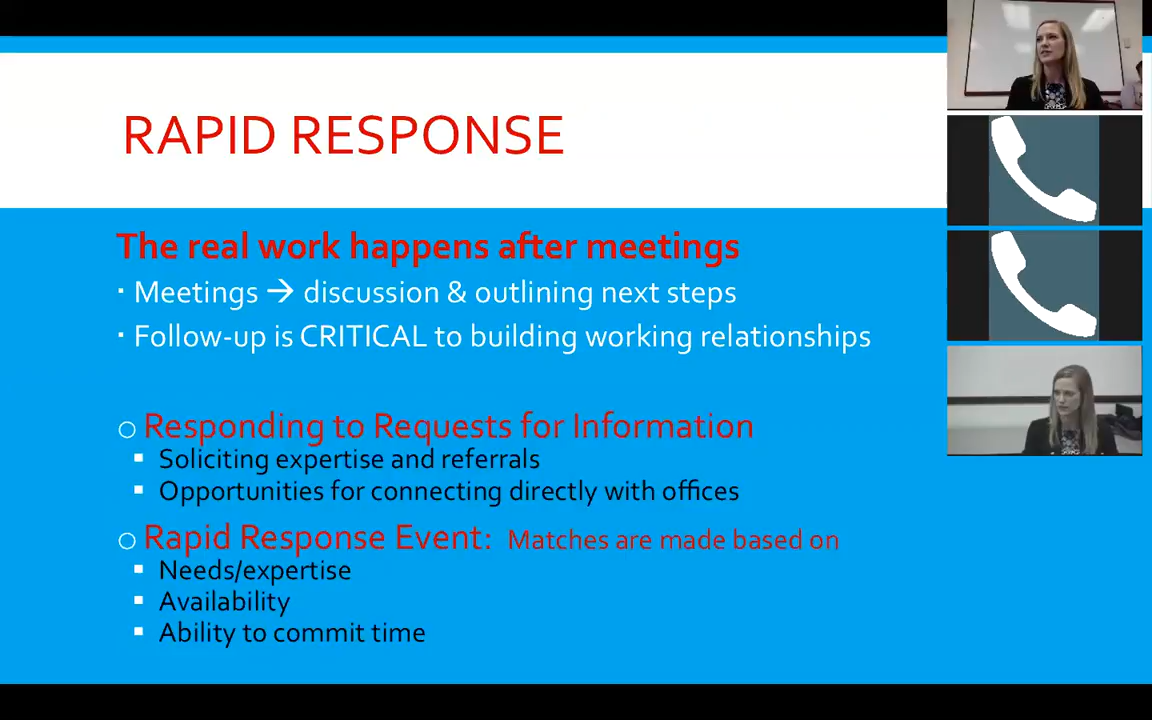 RAPID RESPONSE
The real work happens after meetings
▪ Meetings → discussion & outlining next steps
▪ Follow-up is CRITICAL to building working relationships
o Responding to Requests for Information
▪ Soliciting expertise and referrals
▪ Opportunities for connecting directly with offices
o Rapid Response Event: Matches are made based on
▪ Needs/expertise
▪ Availability
▪ Ability to commit time